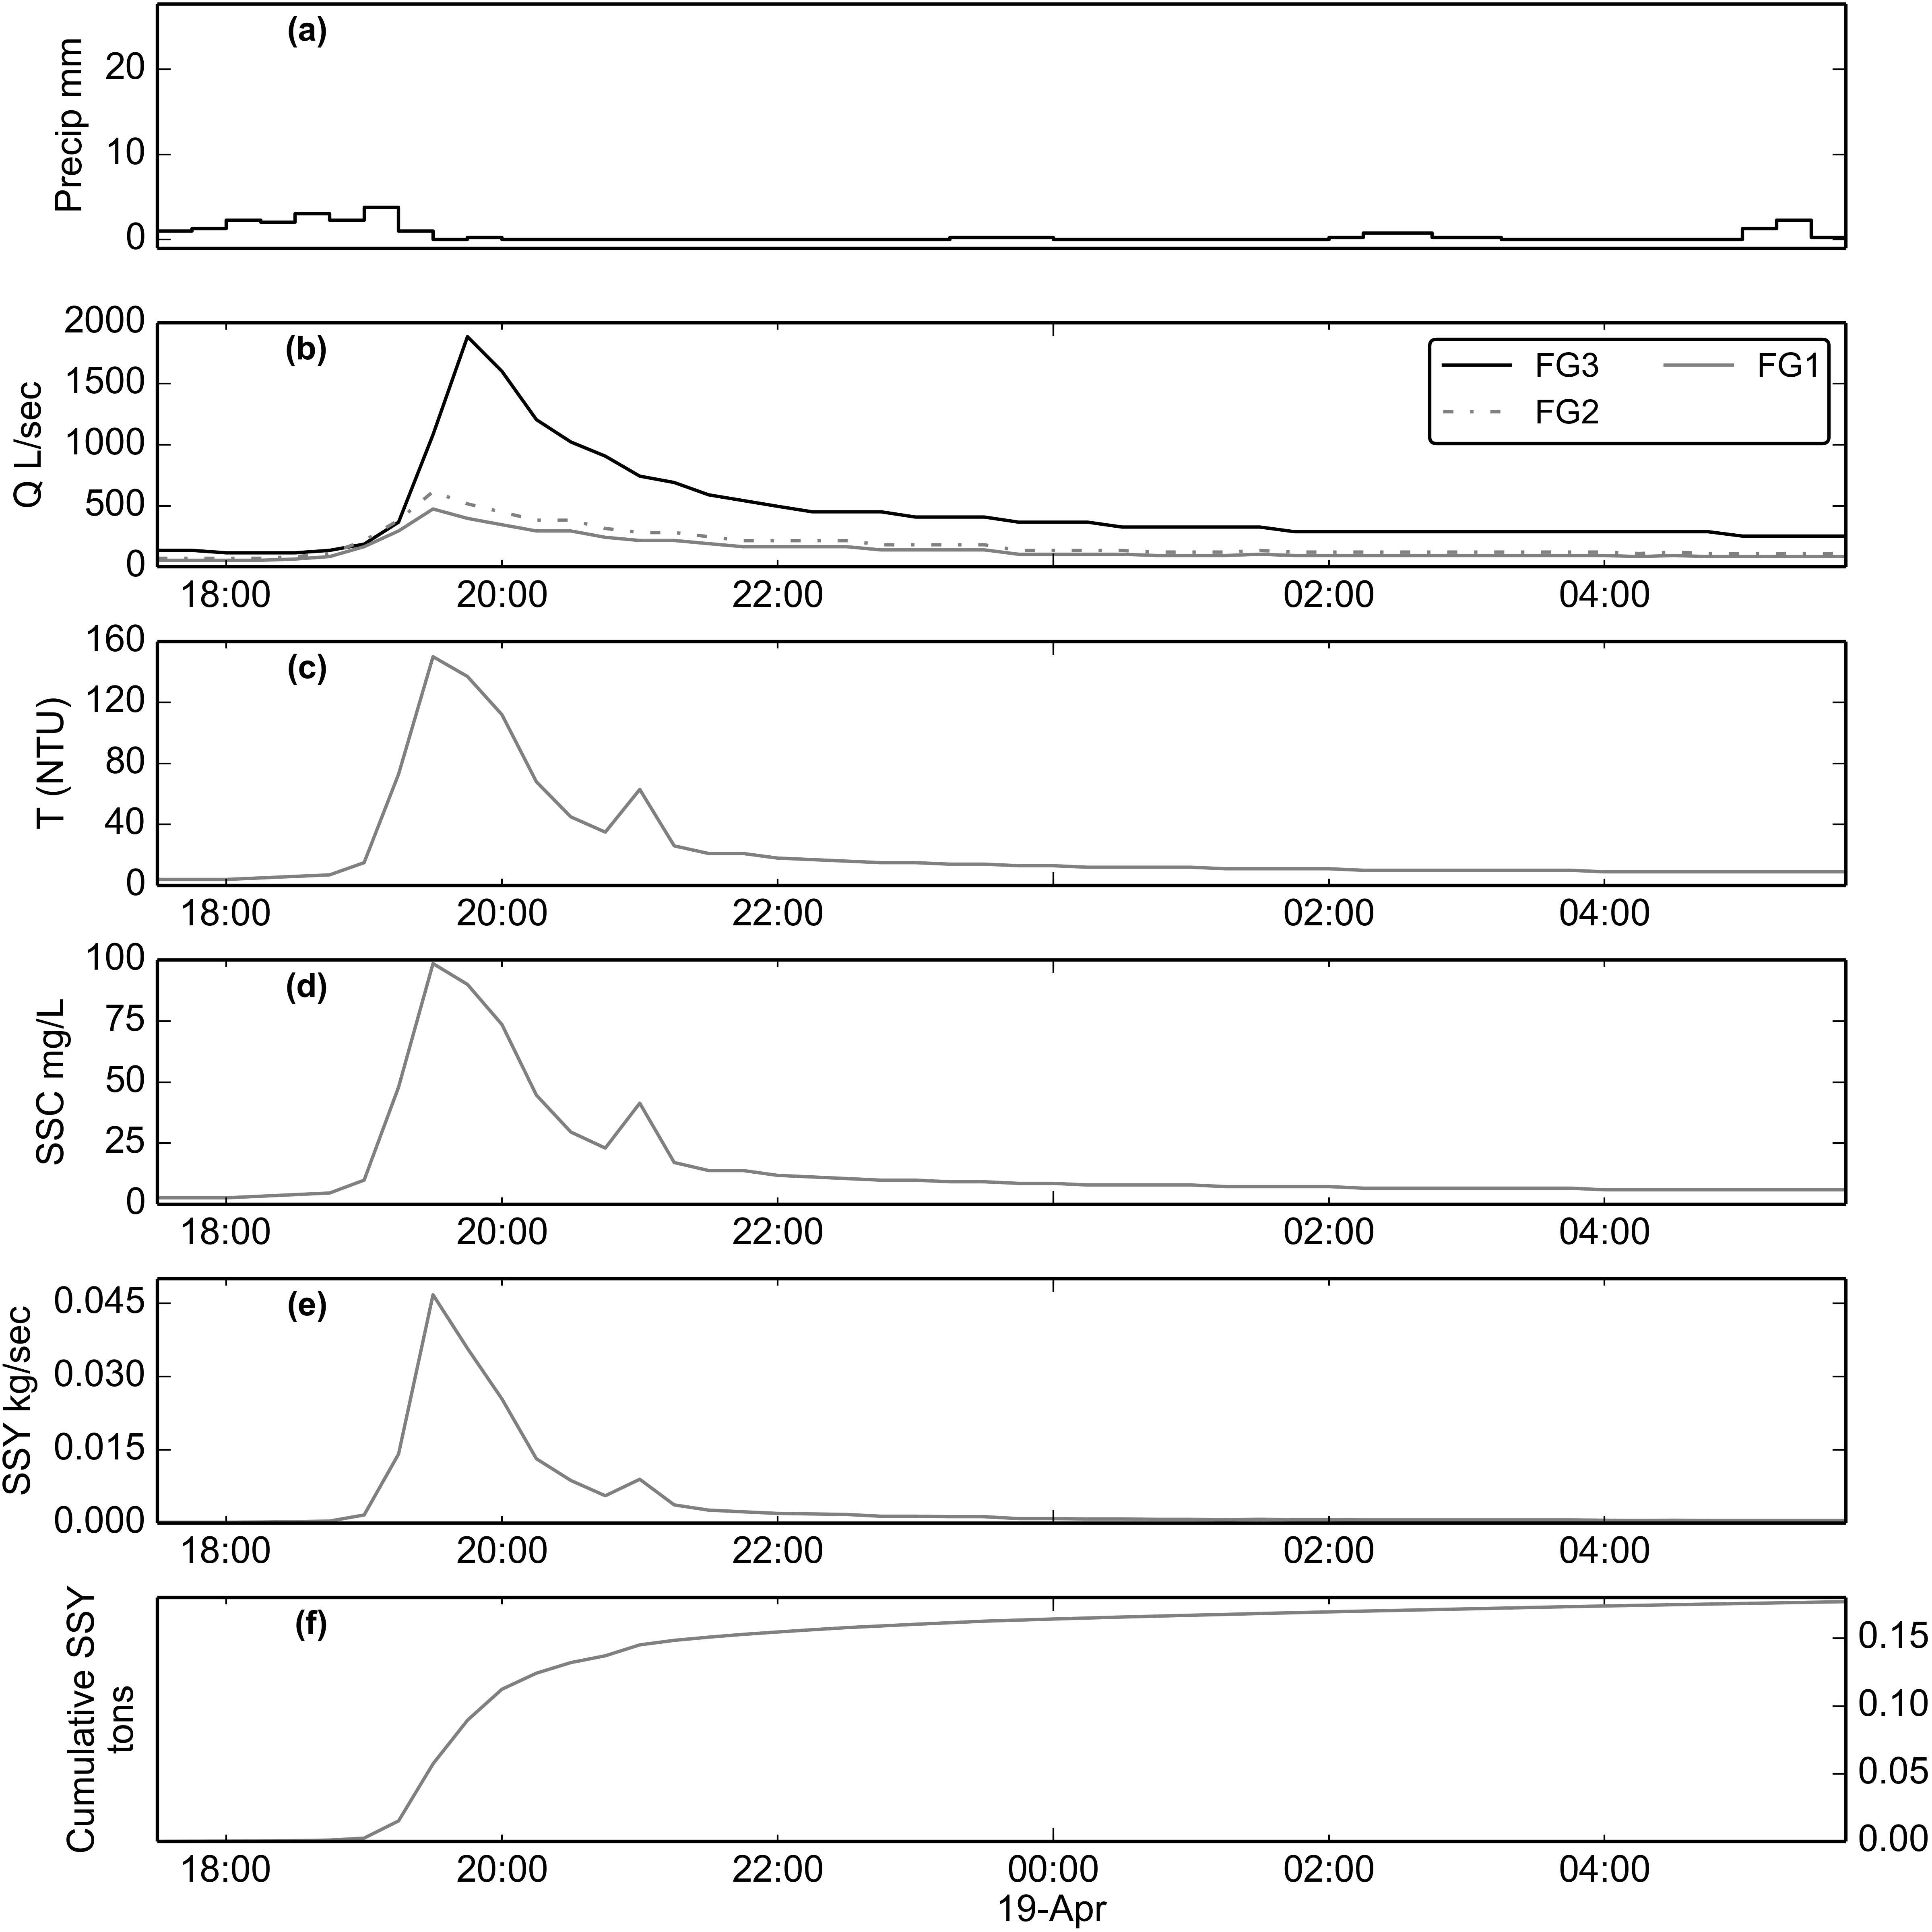 (a)
Precip mm
20
10
0
(b)
Q L/sec
2000
1500
1000
500
0
FG3 FG1
FG2
18:00 20:00 22:00 02:00 04:00
(c)
T (NTU)
160
120
80
40
0
18:00 20:00 22:00 02:00 04:00
(d)
SSC mg/L
100
75
50
25
0
18:00 20:00 22:00 02:00 04:00
(e)
SSY kg/sec
0.045
0.030
0.015
0.000
18:00 20:00 22:00 02:00 04:00
(f)
Cumulative SSY
tons
0.15
0.10
0.05
0.00
18:00 20:00 22:00 00:00 02:00 04:00
19-Apr